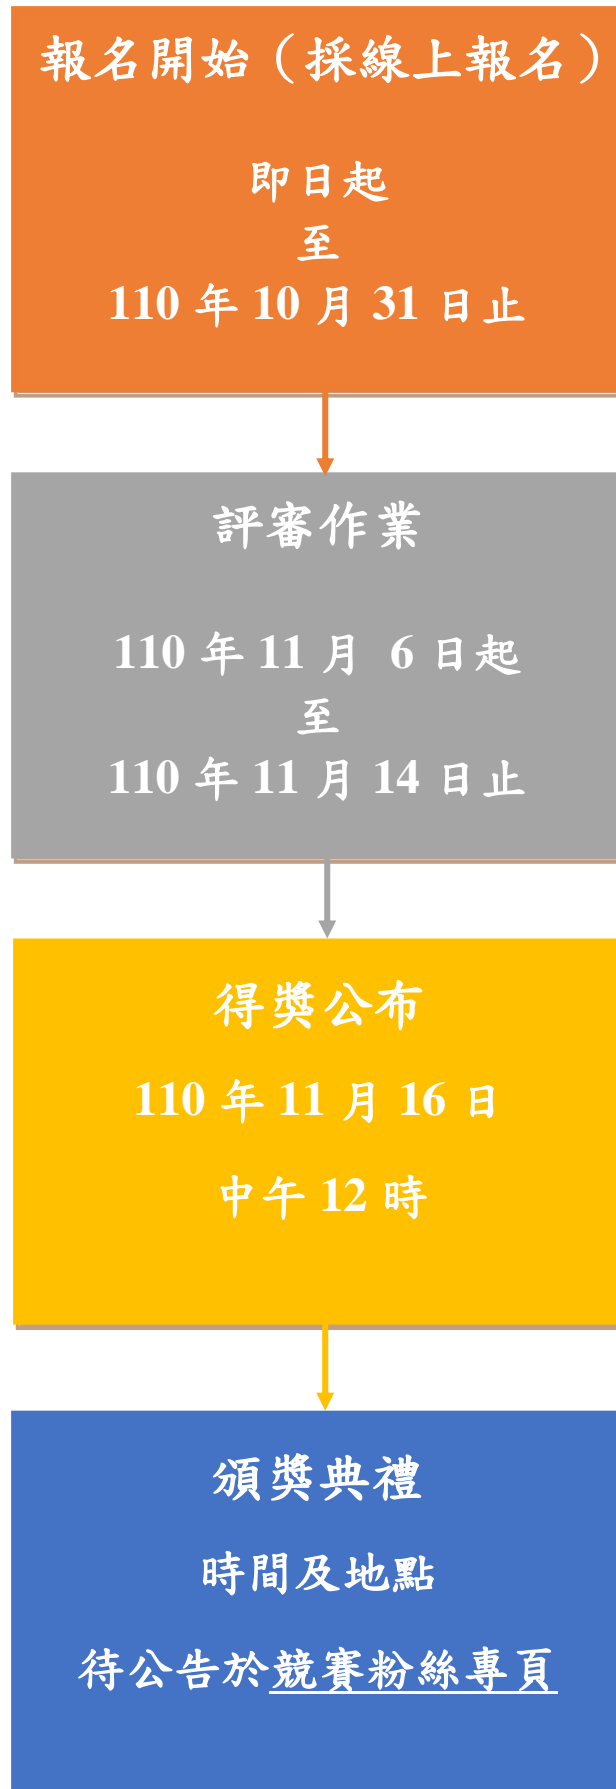 報名開始（採線上報名）
即日起
至
110 年 10 月 31 日止
評審作業
110 年 11 月 6 日起
至
110 年 11 月 14 日止
得獎公布
110 年 11 月 16 日
中午 12 時
頒獎典禮
時間及地點
待公告於競賽粉絲專頁